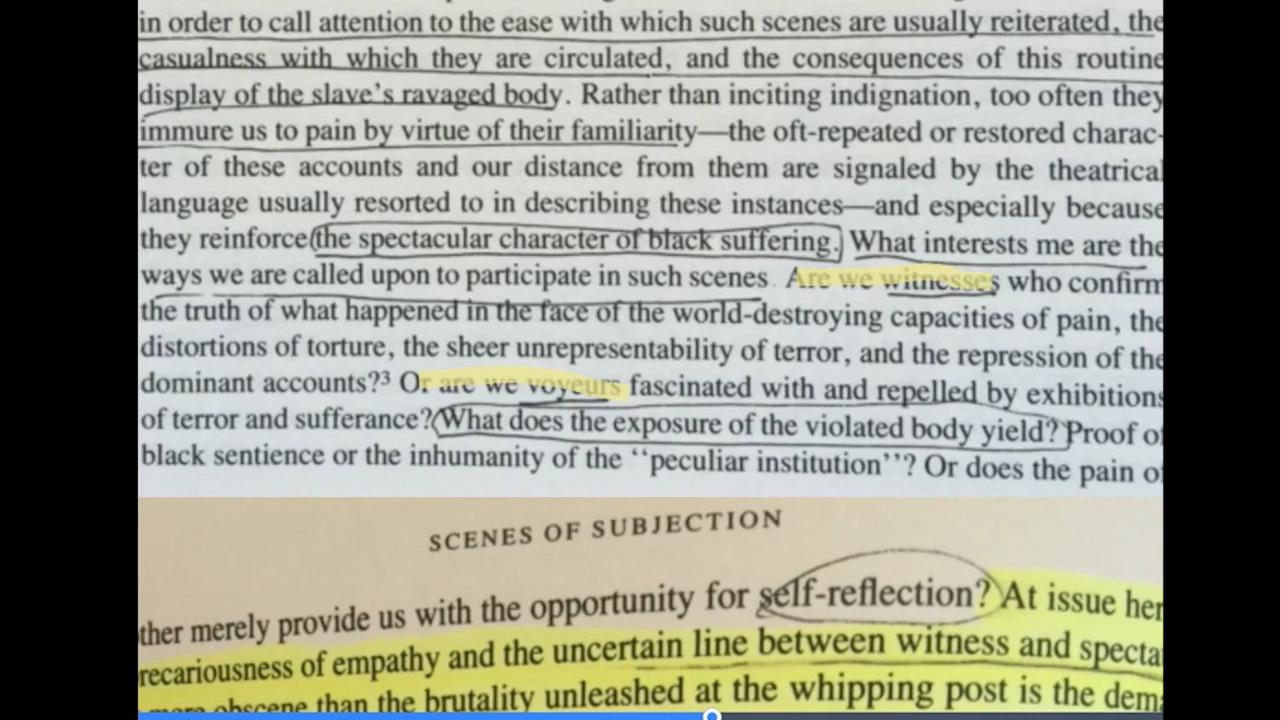 in order to call attention to the ease with which such scenes are usually reiterated, the
casualness with which they are circulated, and the consequences of this routine
display of the slave's ravaged body. Rather than inciting indignation, too often they
immure us to pain by virtue of their familiarity—the oft-repeated or restored charac-
ter of these accounts and our distance from them are signaled by the theatrical
language usually resorted to in describing these instances—and especially because
they reinforce the spectacular character of black suffering. What interests me are the
ways we are called upon to participate in such scenes. Are we witnesses who confirm
the truth of what happened in the face of the world-destroying capacities of pain, the
distortions of torture, the sheer unrepresentability of terror, and the repression of the
dominant accounts?³ Or are we voyeurs fascinated with and repelled by exhibitions
of terror and sufferance? What does the exposure of the violated body yield? Proof of
black sentience or the inhumanity of the ‘‘peculiar institution’’? Or does the pain of
SCENES OF SUBJECTION
ther merely provide us with the opportunity for self-reflection? At issue her
recariousness of empathy and the uncertain line between witness and specta
obscene than the brutality unleashed at the whipping post is the dem